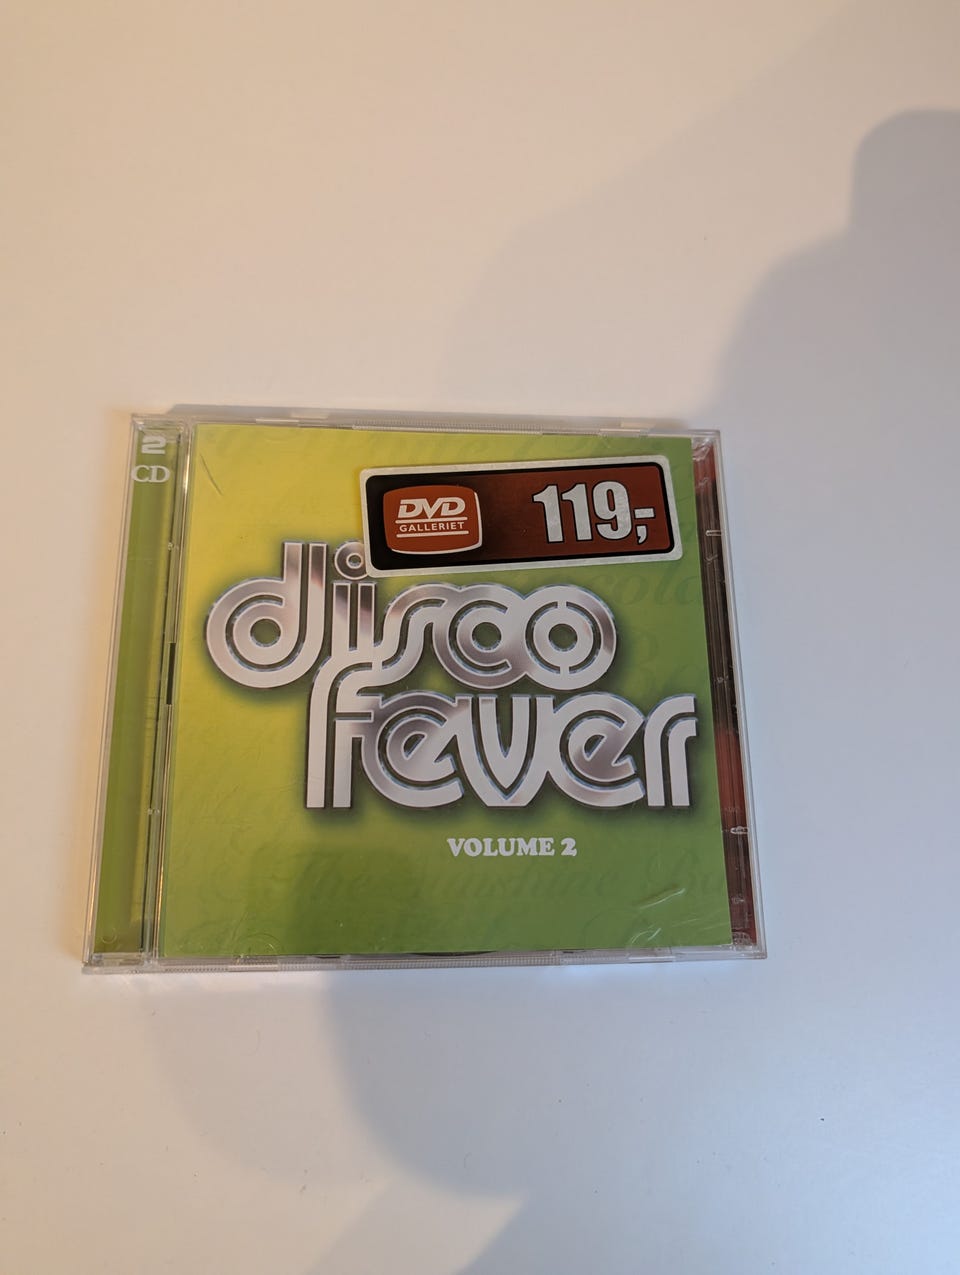 2
CD
DVD
GALLERIET
119,-
disco
fever
VOLUME 2